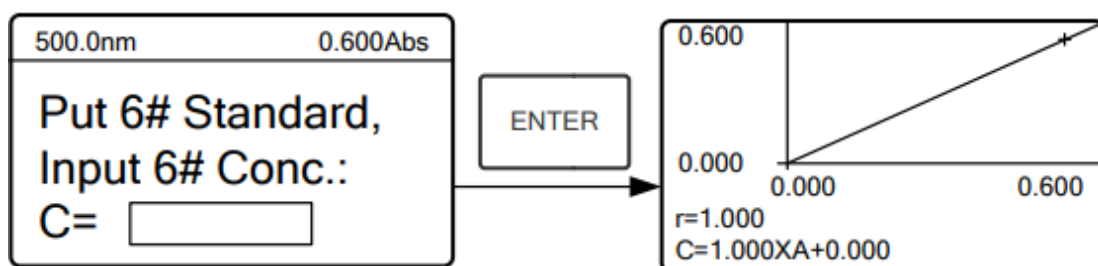 500.0nm 0.600Abs
Put 6# Standard,
Input 6# Conc.:
C=
ENTER
0.600
0.000
0.000 0.600
r=1.000
C=1.000XA+0.000